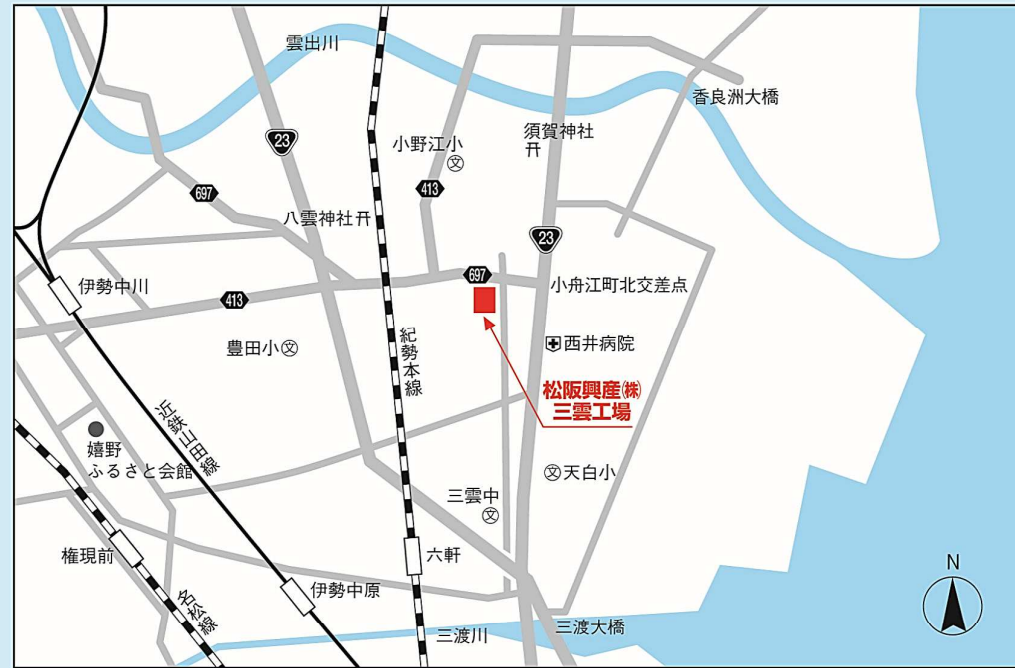 雲出川
香良洲大橋
須賀神社
小野江小
文
23
413
697
八雲神社
23
697
小舟江町北交差点
伊勢中川
413
豊田小
文
紀勢本線
西井病院
松阪興産㈱
三雲工場
近鉄山田線
嬉野
ふるさと会館
文
天白小
三雲中
文
権現前
六軒
伊勢中原
名松線
三渡川
三渡大橋
N